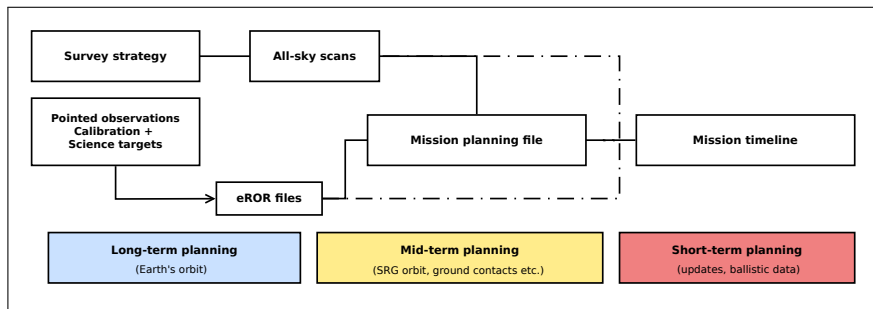 Survey strategy
All-sky scans
Pointed observations
Calibration +
Science targets
Mission planning file
Mission timeline
eROR files
Long-term planning
(Earth's orbit)
Mid-term planning
(SRG orbit, ground contacts etc.)
Short-term planning
(updates, ballistic data)